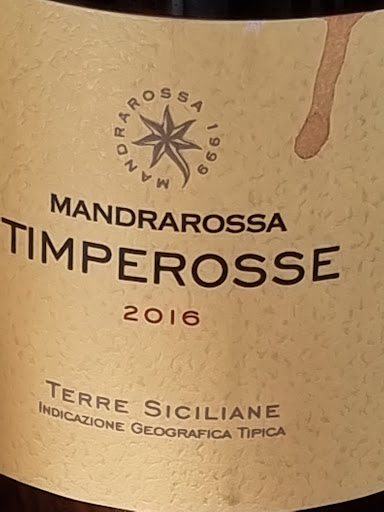 MANDRAROSSA 1999
MANDRAROSSA
TIMPEROSSE
2016
TERRE SICILIANE
INDICAZIONE GEOGRAFICA TIPICA